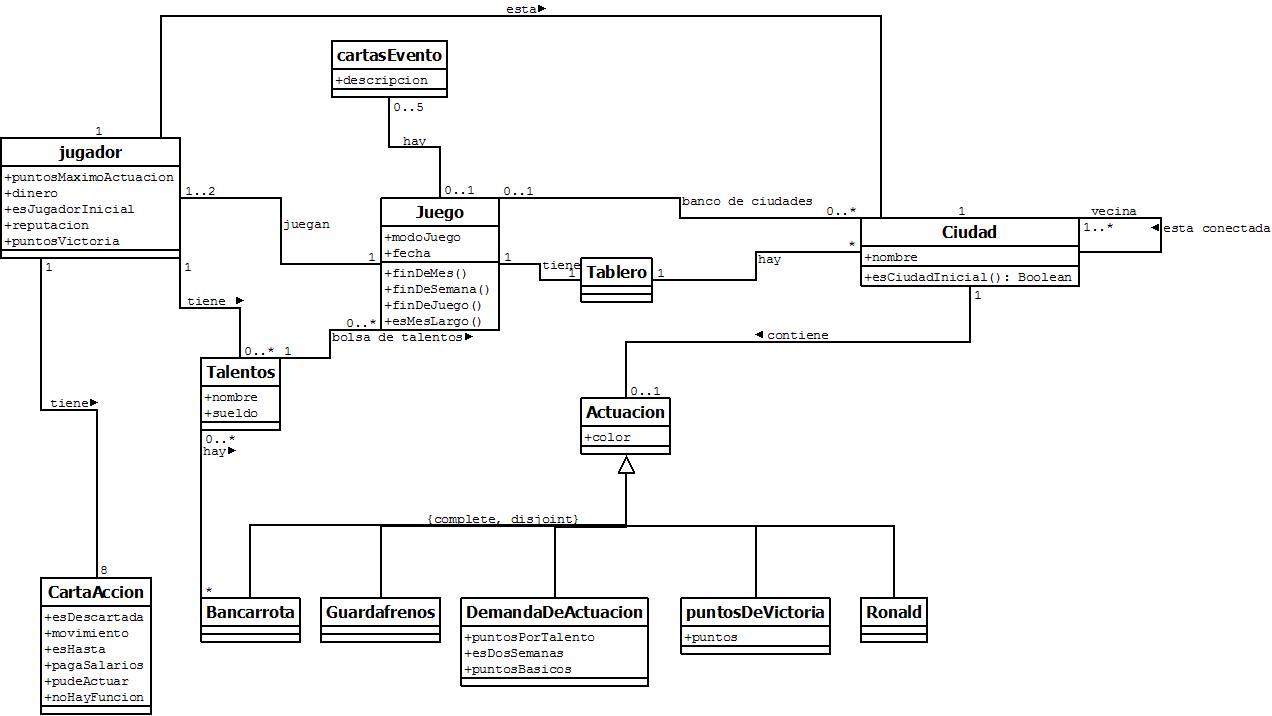 esta►
cartasEvento
+descripcion
0..5
hay
1
jugador
+puntosMaximoActuacion
+dinero
+esJugadorInicial
+reputacion
+puntosVictoria
1..2
juegan
1
0..1
0..1
Juego
+modoJuego
+fecha
+finDeMes()
+finDeSemana()
+finDeJuego()
+esMesLargo()
banco de ciudades
0..*
1
vecina
1..*
◄esta conectada
Ciudad
+nombre
+esCiudadInicial(): Boolean
*
hay
1
tiene
1
Tablero
1
1
1
tiene ►
0..*
bolsa de talentos►
0..*
1
Talentos
+nombre
+sueldo
0..*
hay►
1
◄contiene
0..1
Actuacion
+color
tiene►
{complete, disjoint}
8
CartaAccion
+esDescartada
+movimiento
+esHasta
+pagaSalarios
+pudeActuar
+noHayFuncion
*
Bancarrota
Guardafrenos
DemandaDeActuacion
+puntosPorTalento
+esDosSemanas
+puntosBasicos
puntosDeVictoria
+puntos
Ronald